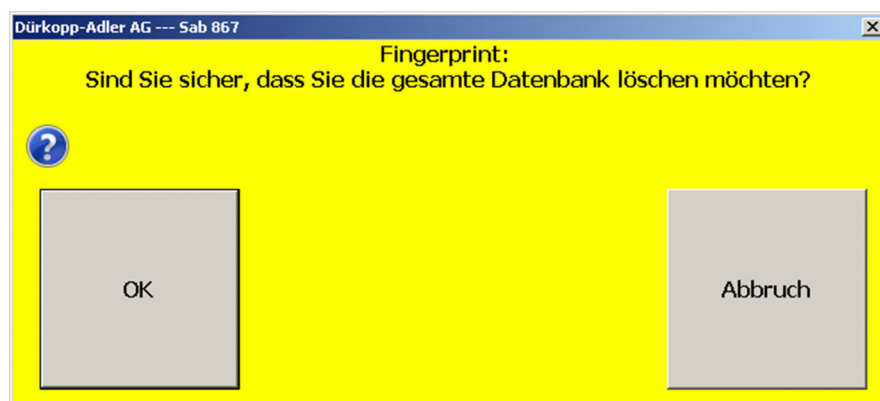 Dürkopp-Adler AG --- Sab 867
Fingerprint:
Sind Sie sicher, dass Sie die gesamte Datenbank löschen möchten?
?
OK
Abbruch